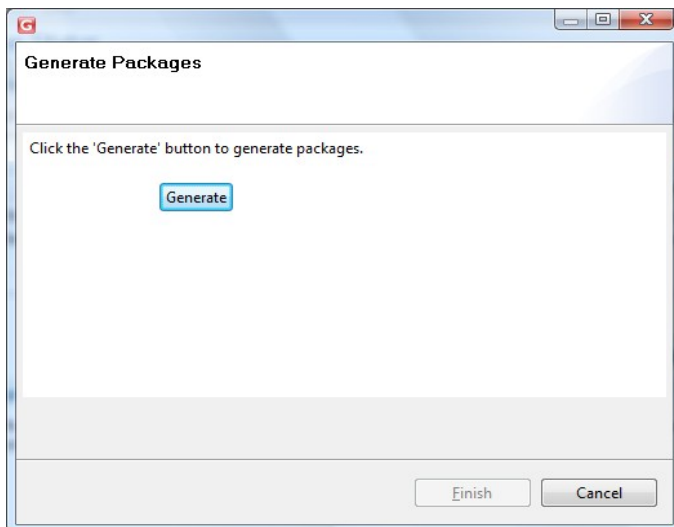 G
Generate Packages
Click the 'Generate' button to generate packages.
Generate
Finish
Cancel